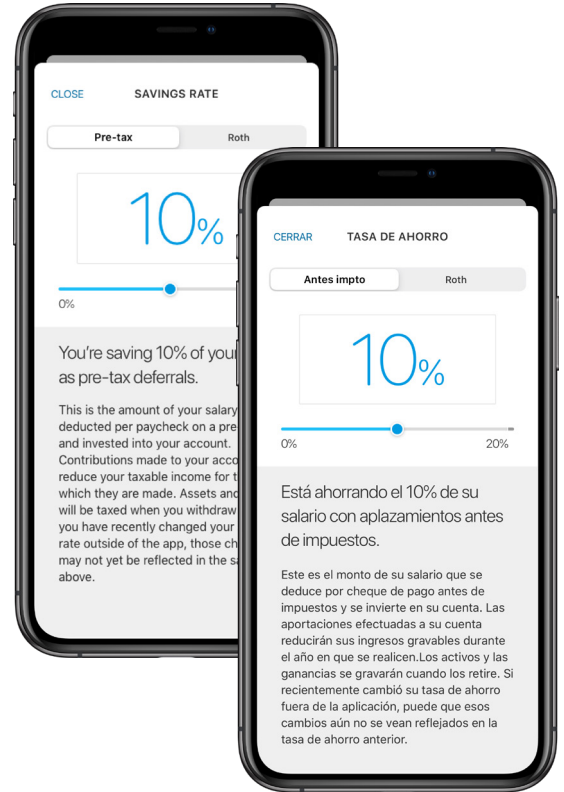 CLOSE SAVINGS RATE
Pre-tax Roth
10%
0%
You're saving 10% of your
as pre-tax deferrals.
This is the amount of your salary
deducted per paycheck on a pre
and invested into your account.
Contributions made to your acco
reduce your taxable income for t
which they are made. Assets and
will be taxed when you withdraw
you have recently changed your
rate outside of the app, those ch
may not yet be reflected in the sa
above.
CERRAR TASA DE AHORRO
Antes impto Roth
10%
0% 20%
Está ahorrando el 10% de su
salario con aplazamientos antes
de impuestos.
Este es el monto de su salario que se
deduce por cheque de pago antes de
impuestos y se invierte en su cuenta. Las
aportaciones efectuadas a su cuenta
reducirán sus ingresos gravables durante
el año en que se realicen.Los activos y las
ganancias se gravarán cuando los retire. Si
recientemente cambió su tasa de ahorro
fuera de la aplicación, puede que esos
cambios aún no se vean reflejados en la
tasa de ahorro anterior.